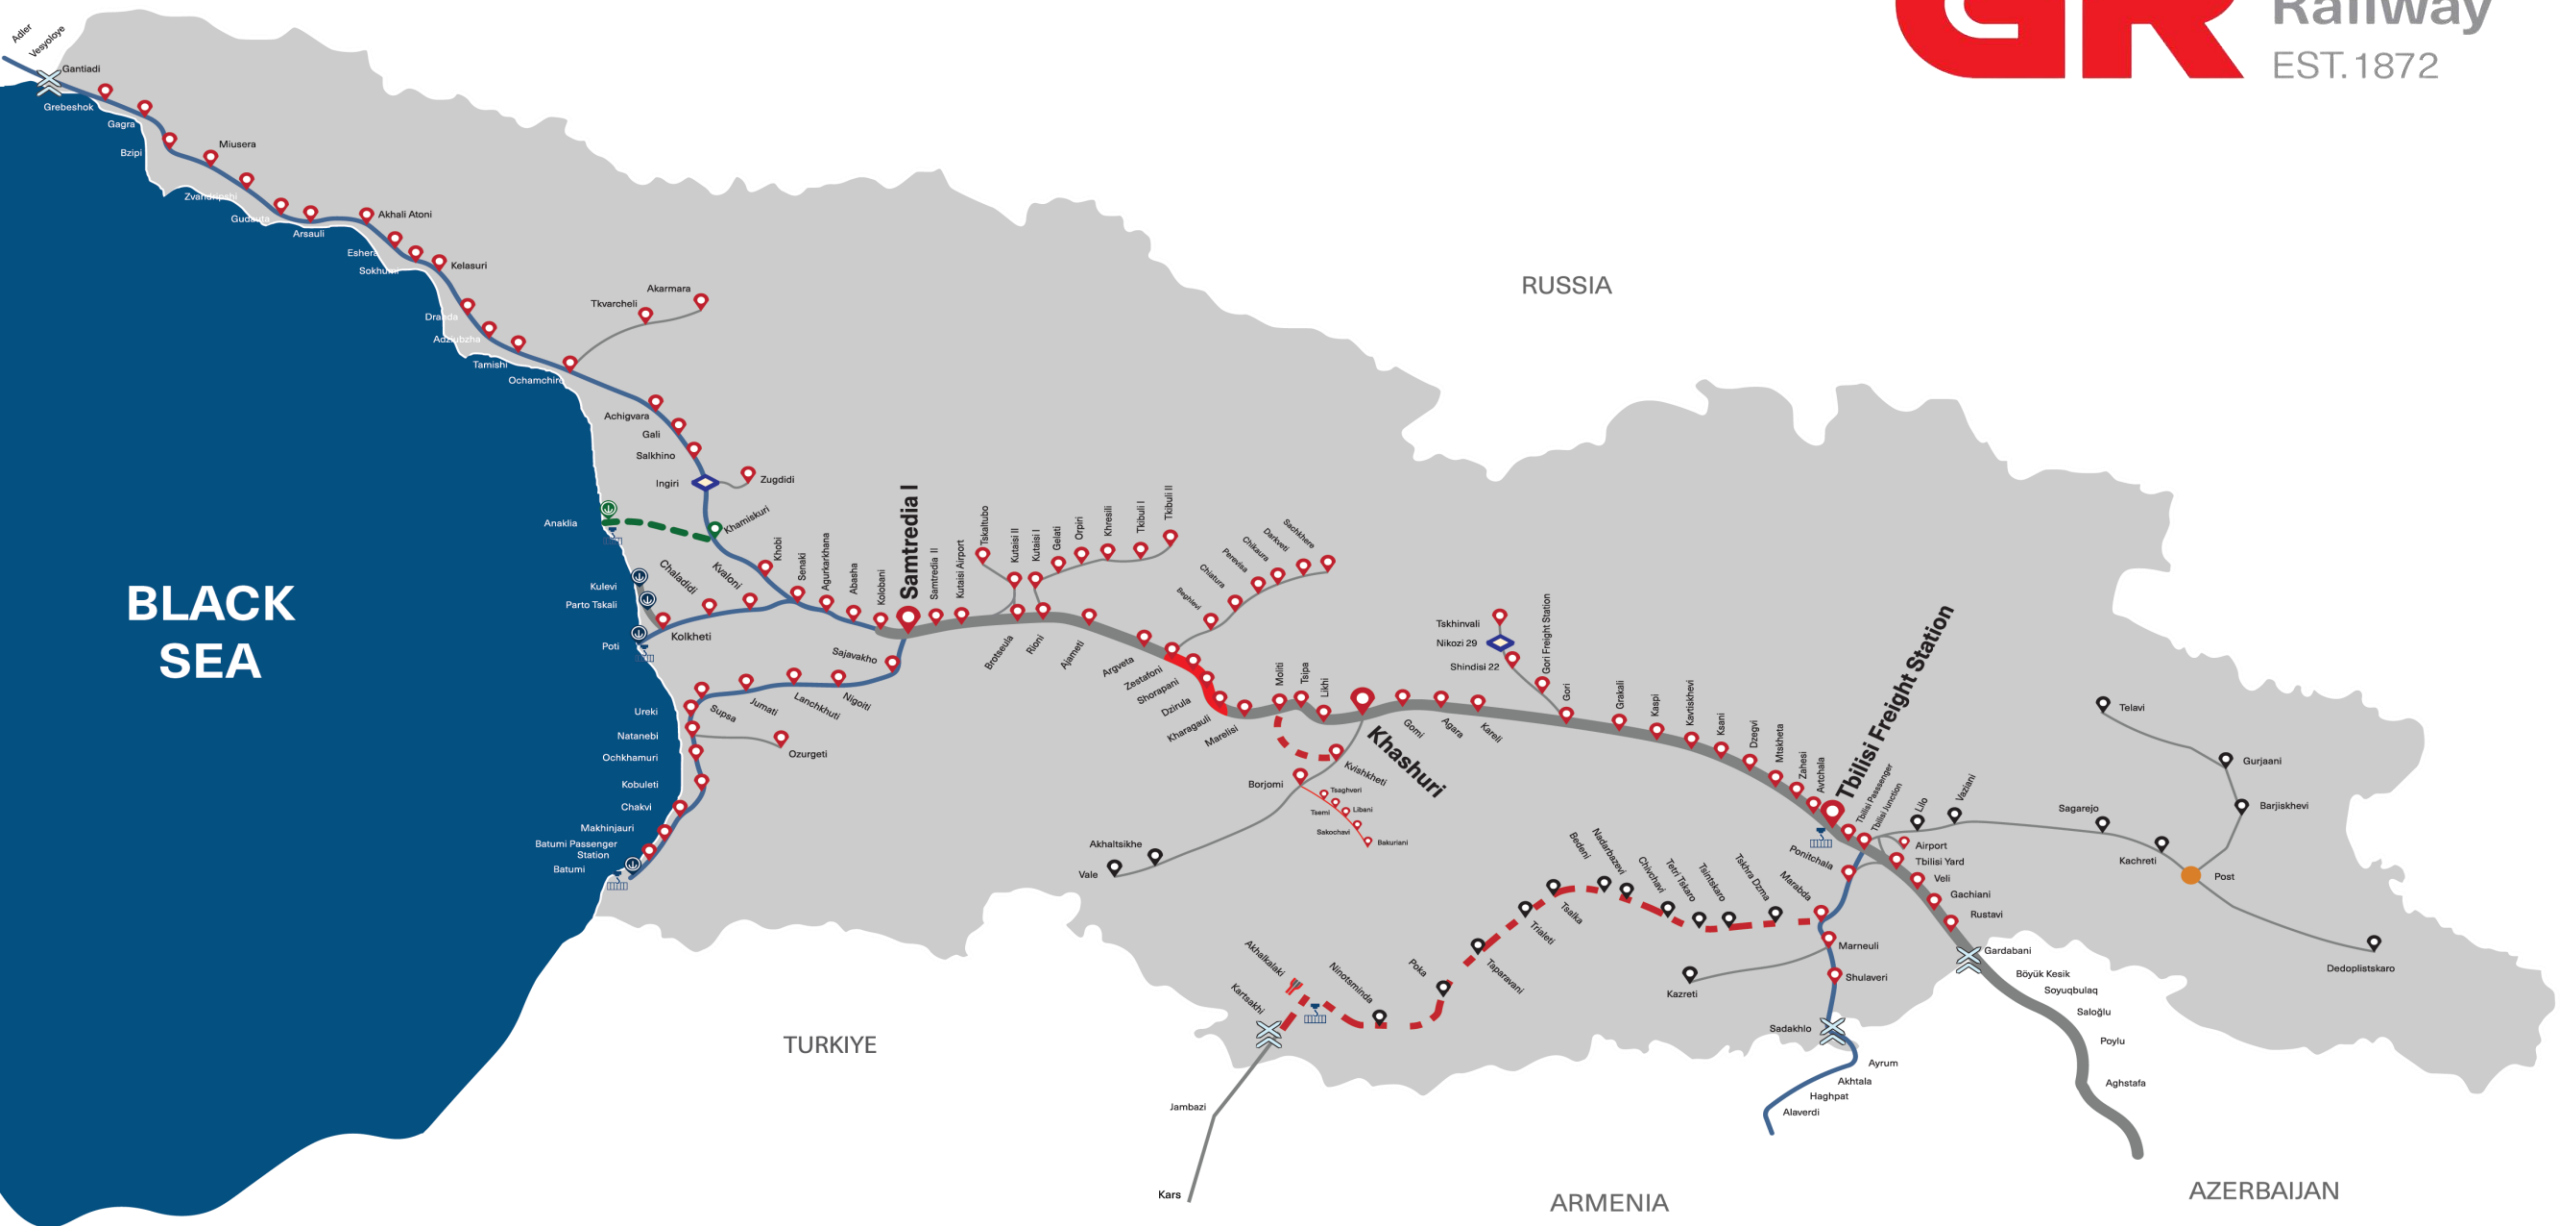 Railway
EST.1872
Adler
Vesyoloye
Gantiadi
Grebeshok
Gagra
Bzipi
Miusera
Zvandripshi
Gudauta
Arsauli
Akhali Atoni
Eshera
Sokhumi
Kelasuri
Dranda
Adziubzha
Tamishi
Ochamchire
Tkvarcheli
Akarmara
Achigvara
Gali
Salkhino
Ingiri
Zugdidi
Anaklia
Khamiskuri
Khobi
Kulevi
Parto Tskali
Poti
Kolkheti
Chaladidi
Kvaloni
Senaki
Agurkarkhana
Abasha
Kolobani
Samtredia I
Samtredia II
Kutaisi Airport
Sajavakho
Nigoiti
Lanchkhuti
Jumati
Supsa
Ureki
Natanebi
Ozurgeti
Ochkhamuri
Kobuleti
Chakvi
Makhinjauri
Batumi Passenger
Station
Batumi
Tskaltubo
Kutaisi II
Kutaisi I
Gelati
Orpiri
Khresili
Tkibuli I
Tkibuli II
Brotseula
Rioni
Ajameti
Argveta
Zestafoni
Shorapani
Dzirula
Kharagauli
Marelisi
Beghlevi
Chiatura
Perevisa
Chikaura
Darkveti
Sachkhere
Moliti
Tsipa
Likhi
Khashuri
Kvishkheti
Borjomi
Tsaghveri
Tsemi
Libani
Sakochavi
Bakuriani
Akhaltsikhe
Vale
Gomi
Agara
Kareli
Tskhinvali
Nikozi 29
Shindisi 22
Gori Freight Station
Gori
Grakali
Kaspi
Kavtiskhevi
Ksani
Dzegvi
Mtskheta
Zahesi
Avtchala
Tbilisi Freight Station
Tbilisi Passenger
Tbilisi Junction
Lilo
Vaziani
Airport
Tbilisi Yard
Veli
Gachiani
Rustavi
Gardabani
Böyük Kesik
Soyuqbulaq
Saloğlu
Poylu
Aghstafa
Sagarejo
Kachreti
Post
Telavi
Gurjaani
Barjiskhevi
Dedoplistskaro
Ponitchala
Marabda
Tskhra Dzma
Tsintskaro
Tetri Tskaro
Chivchavi
Nadarbazevi
Bedeni
Tsalka
Trialeti
Taparavani
Poka
Ninotsminda
Akhalkalaki
Kartsakhi
Jambazi
Kars
Marneuli
Kazreti
Shulaveri
Sadakhlo
Ayrum
Akhtala
Haghpat
Alaverdi
BLACK
SEA
RUSSIA
TURKIYE
ARMENIA
AZERBAIJAN